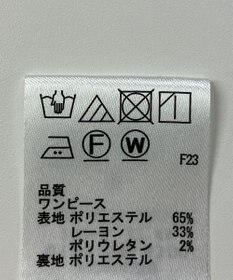 F W
F23
品質
ワンピース
表地 ポリエステル 65%
レーヨン 33%
ポリウレタン 2%
裏地 ポリエステル